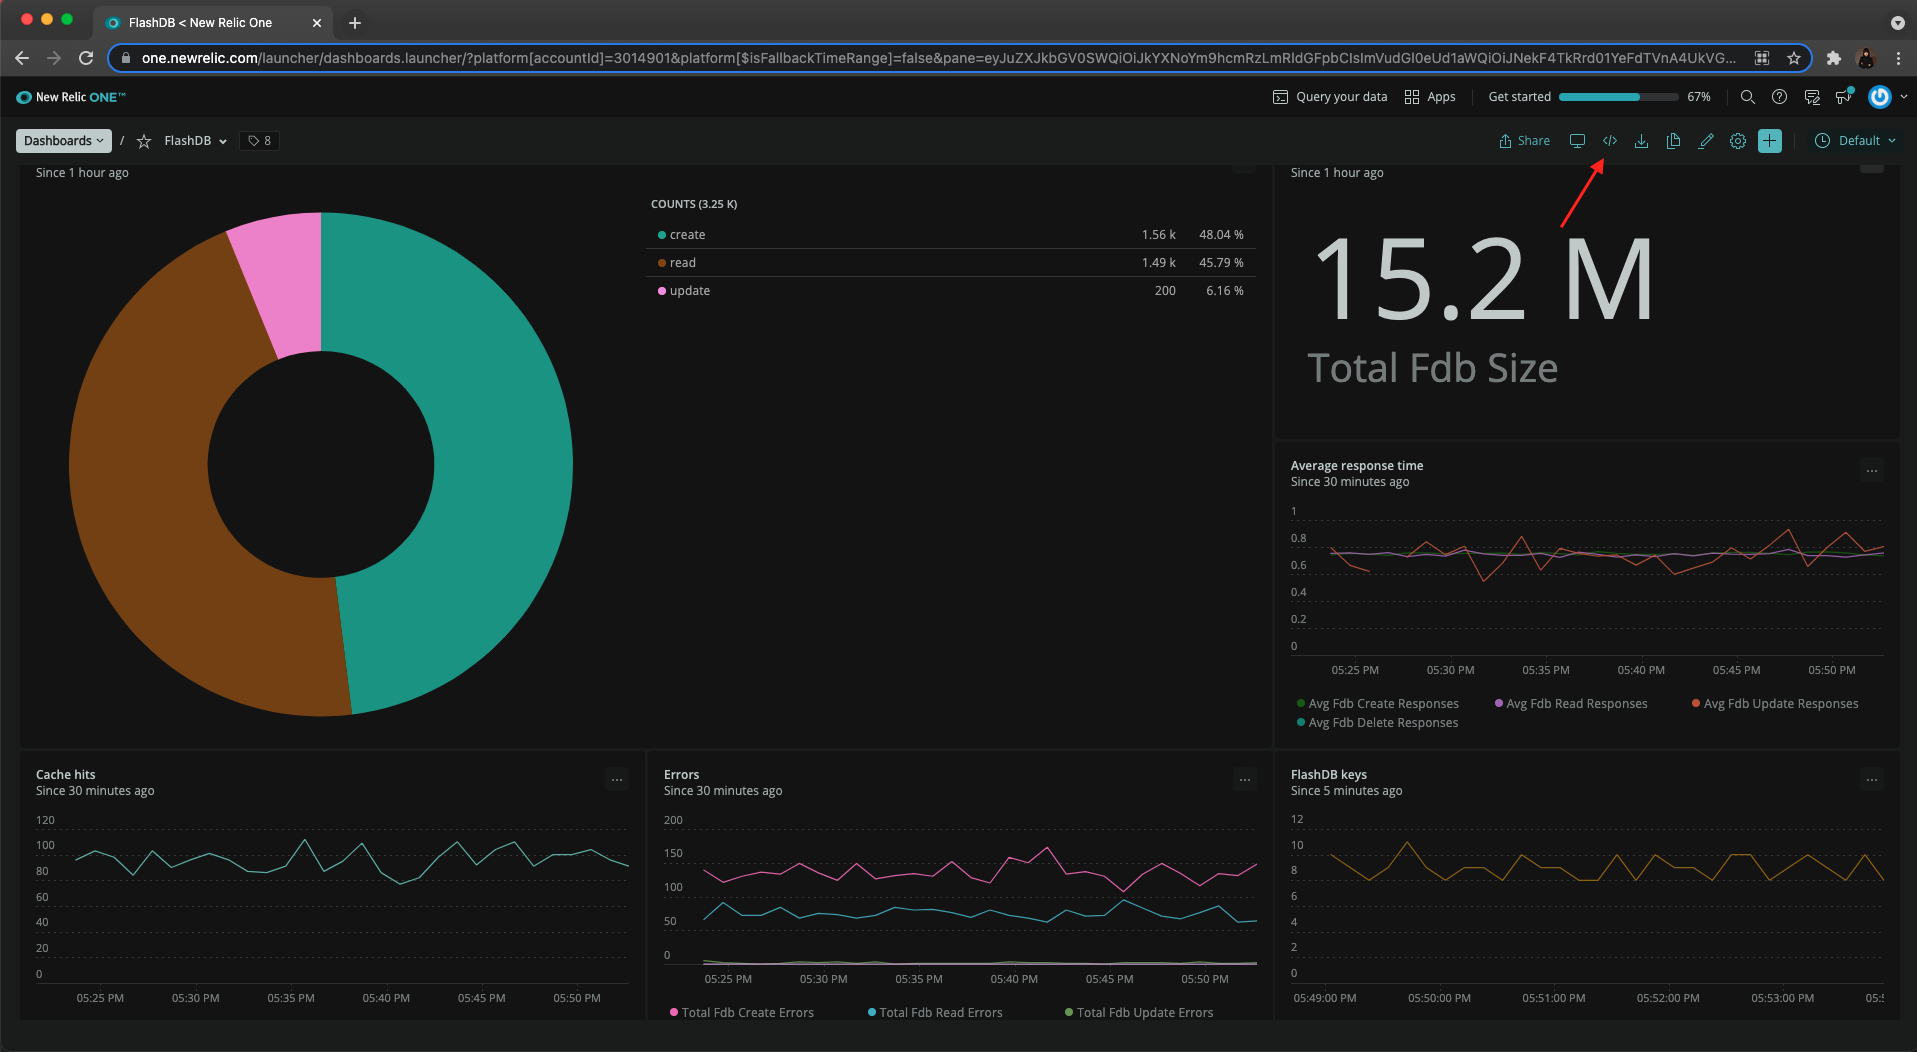 FlashDB < New Relic One
one.newrelic.com/launcher/dashboards.launcher/?platform[accountId]=3014901&platform[$isFallbackTimeRange]=false&pane=eyJuZXJkbGV0SWQiOiJkYXNoYm9hcmRzLmRldGFpbCIsImVudGl0eUd1aWQiOiJNekF4TkRrd01YeFdTVnA4UkVG...
New Relic ONE™
Query your data
Apps
Get started
67%
Dashboards / FlashDB 8
Share
Default
Since 1 hour ago
COUNTS (3.25 K)
create 1.56 k 48.04 %
read 1.49 k 45.79 %
update 200 6.16 %
Since 1 hour ago
15.2 M
Total Fdb Size
Average response time
Since 30 minutes ago
1
0.8
0.6
0.4
0.2
0
05:25 PM 05:30 PM 05:35 PM 05:40 PM 05:45 PM 05:50 PM
Avg Fdb Create Responses Avg Fdb Read Responses Avg Fdb Update Responses
Avg Fdb Delete Responses
Cache hits
Since 30 minutes ago
120
100
80
60
40
20
0
05:25 PM 05:30 PM 05:35 PM 05:40 PM 05:45 PM 05:50 PM
Errors
Since 30 minutes ago
200
150
100
50
0
05:25 PM 05:30 PM 05:35 PM 05:40 PM 05:45 PM 05:50 PM
Total Fdb Create Errors Total Fdb Read Errors Total Fdb Update Errors
FlashDB keys
Since 5 minutes ago
12
10
8
6
4
2
0
05:49:00 PM 05:50:00 PM 05:51:00 PM 05:52:00 PM 05:53:00 PM 05:5